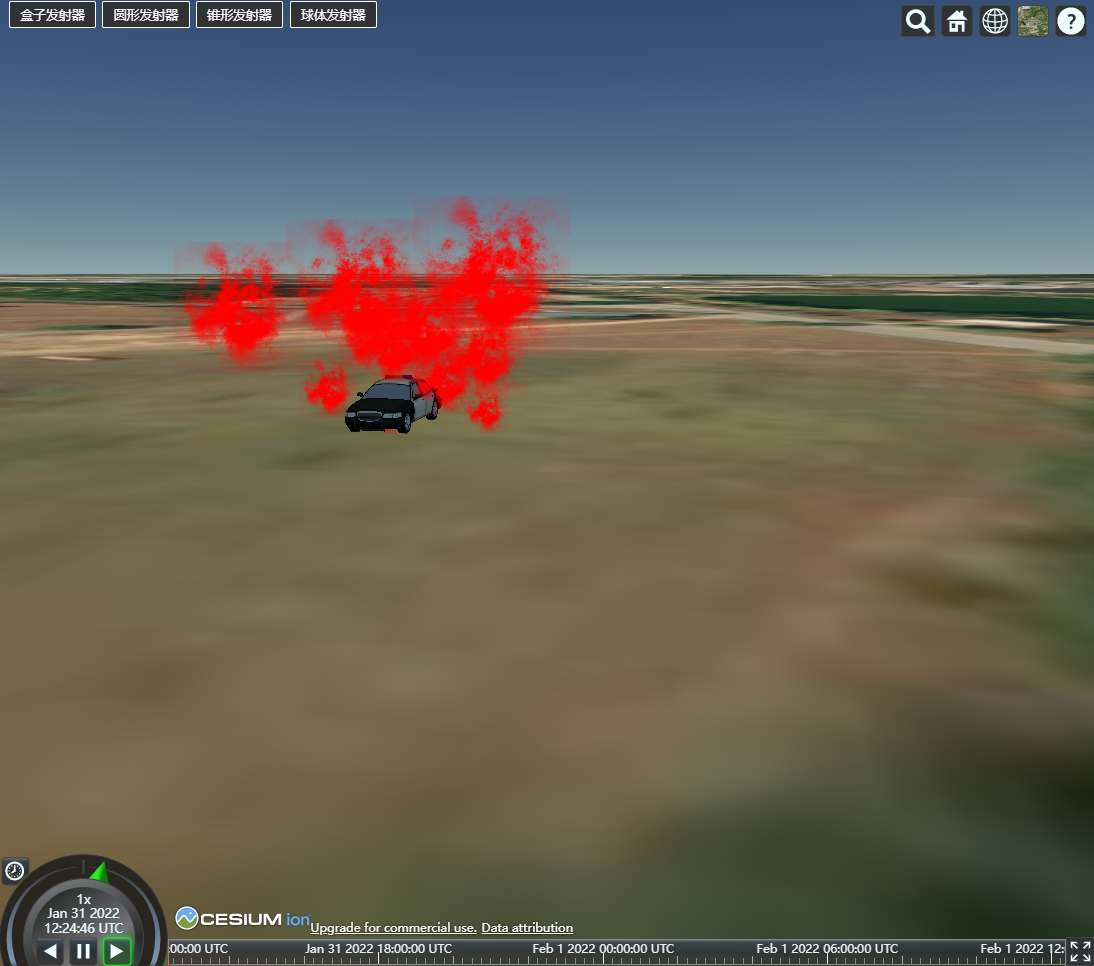 盒子发射器 圆形发射器 锥形发射器 球体发射器
?
1x
Jan 31 2022
12:24:46 UTC
CESIUM ion
Upgrade for commercial use. Data attribution
00:00 UTC Jan 31 2022 18:00:00 UTC Feb 1 2022 00:00:00 UTC Feb 1 2022 06:00:00 UTC Feb 1 2022 12: